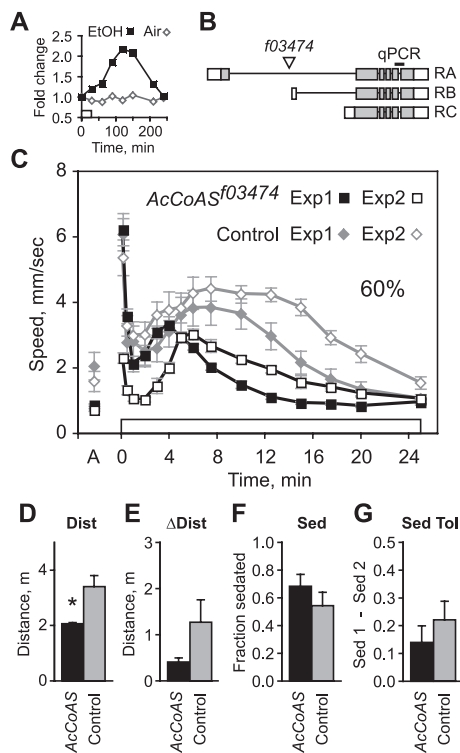 A
EtOH Air
Fold change
2.5
2.0
1.5
1.0
0.5
0 100 200
Time, min
B
f03474
qPCR
RA
RB
RC
C
AcCoAS f03474 Exp1 Exp2
Control Exp1 Exp2
60%
Speed, mm/sec
8
6
4
2
0
A 0 4 8 12 16 20 24
Time, min
D
Dist
Distance, m
4
2
0
*
AcCoAS
Control
E
ΔDist
Distance, m
3
2
1
0
AcCoAS
Control
F
Sed
Fraction sedated
1.0
0.8
0.6
0.4
0.2
0.0
AcCoAS
Control
G
Sed Tol
Sed 1 - Sed 2
0.5
0.4
0.3
0.2
0.1
0.0
AcCoAS
Control